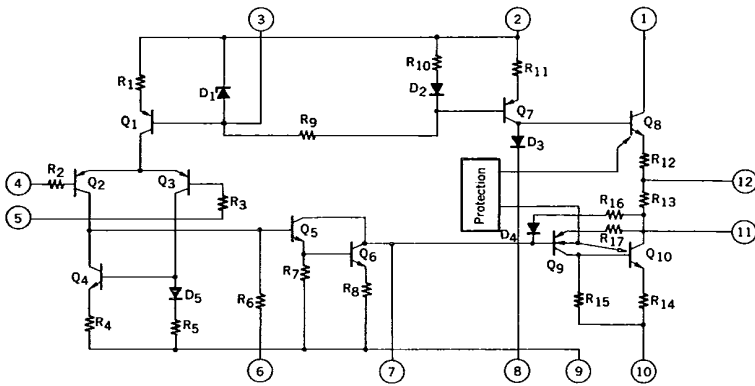 3 2 1
R1 D1 R10 R11
D2
Q1 R9 Q7 Q8
D3
R12
4 R2 Q2 Q3 12
Protection
R13
R16
5 R3
D4 R17 11
Q5
Q6 Q9 Q10
Q4 R7
D5 R8
R6 R15 R14
R4 R5
6 7 8 9 10